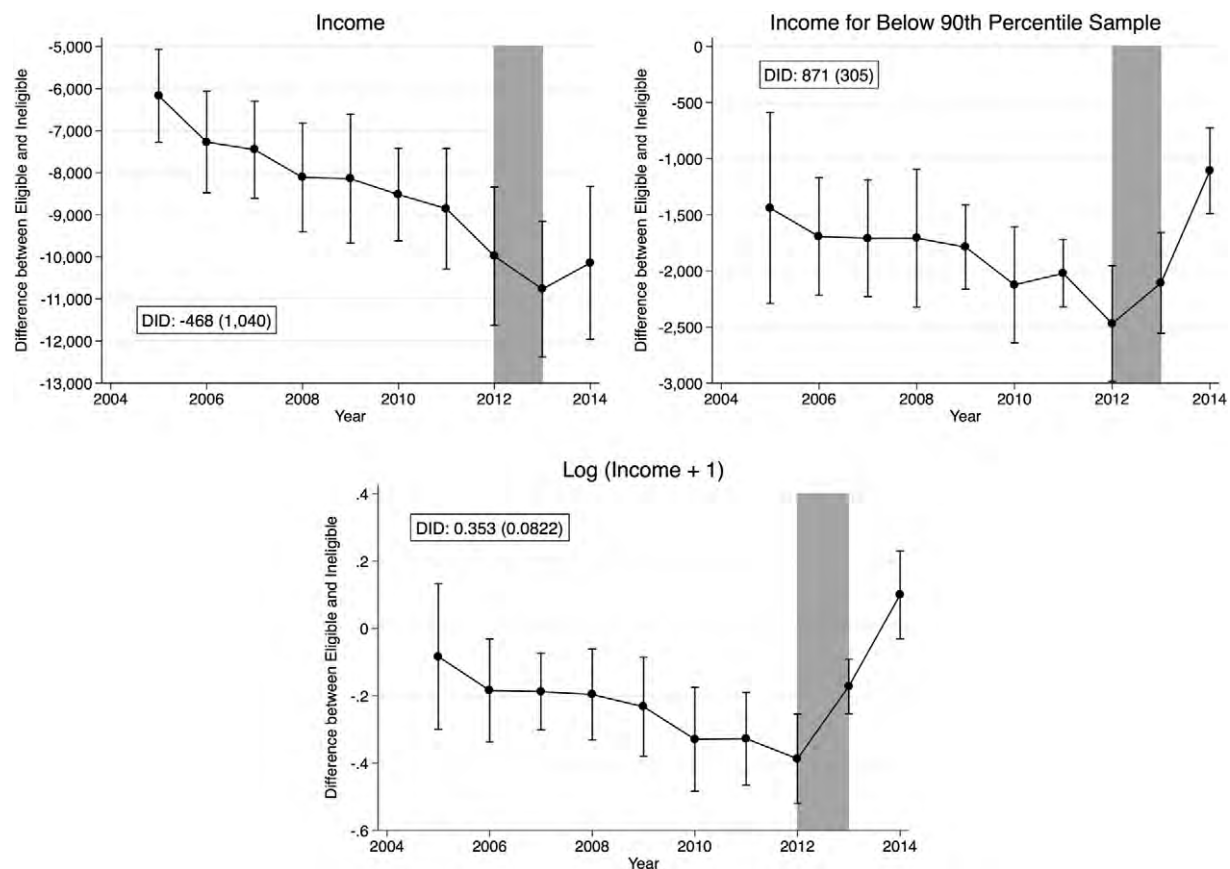 Income
Difference between Eligible and Ineligible
-5,000
-6,000
-7,000
-8,000
-9,000
-10,000
-11,000
-12,000
-13,000
DID: -468 (1,040)
2004 2006 2008 2010 2012 2014
Year
Income for Below 90th Percentile Sample
Difference between Eligible and Ineligible
0
-500
-1,000
-1,500
-2,000
-2,500
-3,000
DID: 871 (305)
2004 2006 2008 2010 2012 2014
Year
Log (Income + 1)
Difference between Eligible and Ineligible
.4
.2
0
-.2
-.4
-.6
DID: 0.353 (0.0822)
2004 2006 2008 2010 2012 2014
Year